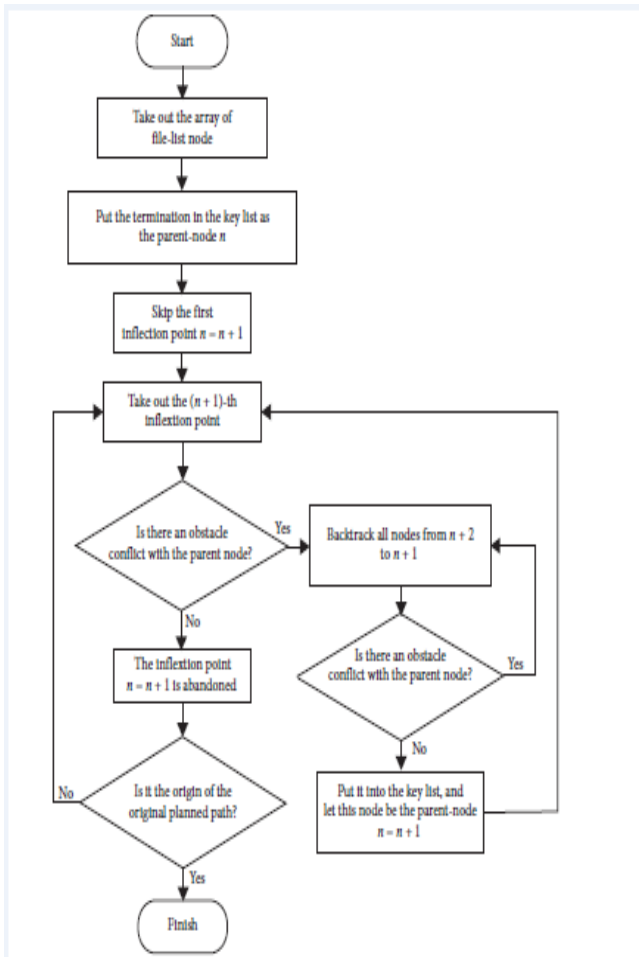 Start
Take out the array of
file-list node
Put the termination in the key list as
the parent-node n
Skip the first
inflection point n = n + 1
Take out the (n + 1)-th
inflextion point
Is there an obstacle
conflict with the parent node?
Yes
Backtrack all nodes from n + 2
to n + 1
No
Is there an obstacle
conflict with the parent node?
Yes
The inflextion point
n = n + 1 is abandoned
No
Is it the origin of the
original planned path?
No
Put it into the key list, and
let this node be the parent-node
n = n + 1
Yes
Finish